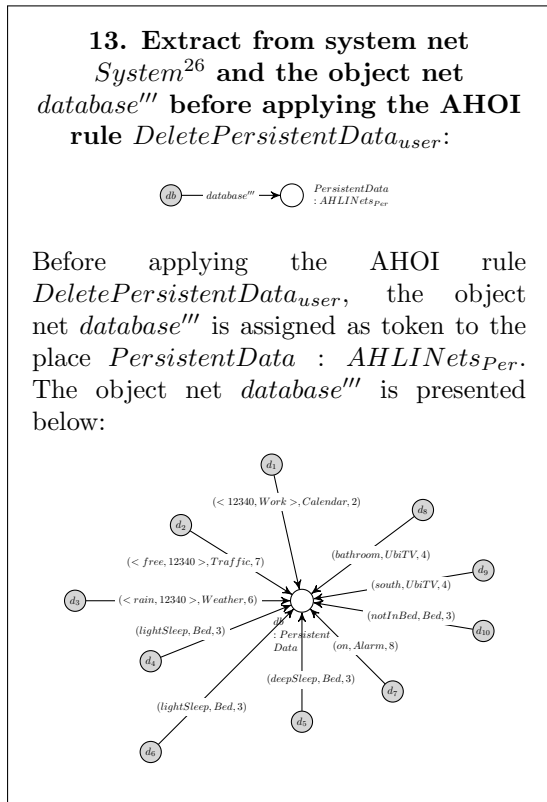 13. Extract from system net
System²⁶ and the object net
database′′′ before applying the AHOI
rule DeletePersistentData_user:
db
database′′′
PersistentData
: AHLINets_Per
Before applying the AHOI rule
DeletePersistentData_user, the object
net database′′′ is assigned as token to the
place PersistentData : AHLINets_Per.
The object net database′′′ is presented
below:
d₁
(< 12340, Work >, Calendar, 2)
d₈
d₂
(bathroom, UbiTV, 4)
(< free, 12340 >, Traffic, 7)
d₉
(south, UbiTV, 4)
d₃
(< rain, 12340 >, Weather, 6)
(notInBed, Bed, 3)
db
: Persistent
Data
(lightSleep, Bed, 3)
d₁₀
(on, Alarm, 8)
d₄
(deepSleep, Bed, 3)
d₇
(lightSleep, Bed, 3)
d₅
d₆